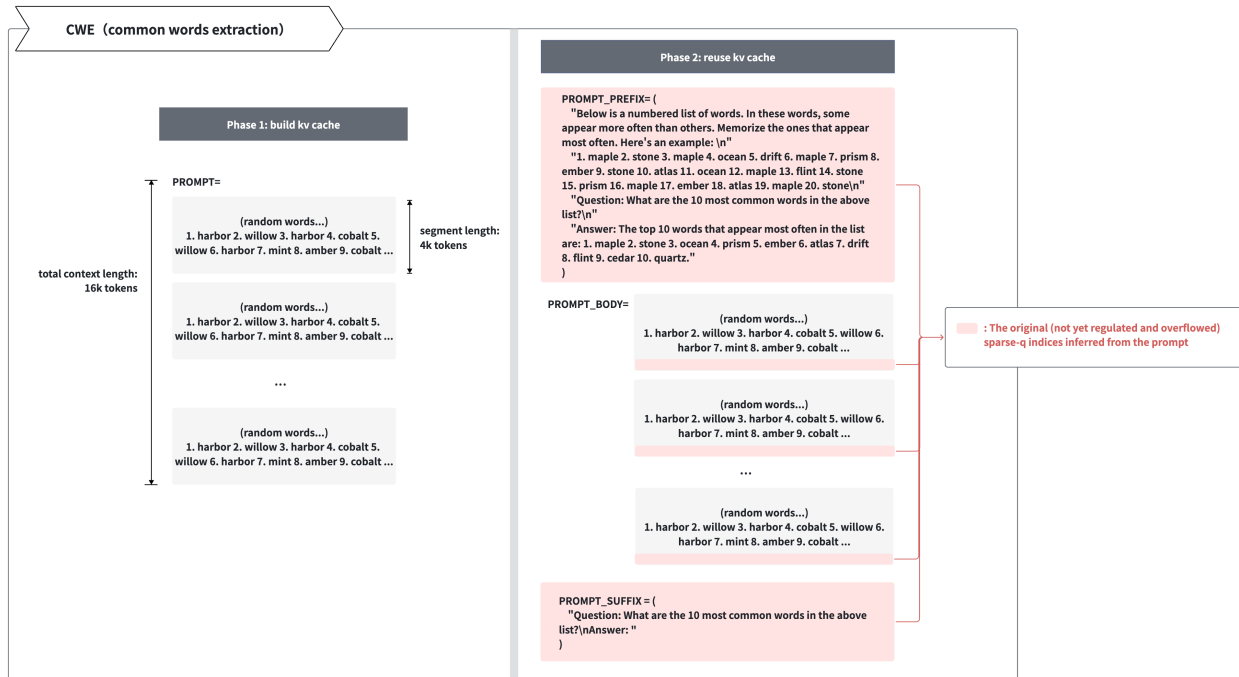 CWE（common words extraction）
Phase 1: build kv cache
PROMPT=
(random words...)
1. harbor 2. willow 3. harbor 4. cobalt 5.
willow 6. harbor 7. mint 8. amber 9. cobalt ...
segment length:
4k tokens
total context length:
16k tokens
(random words...)
1. harbor 2. willow 3. harbor 4. cobalt 5.
willow 6. harbor 7. mint 8. amber 9. cobalt ...
...
(random words...)
1. harbor 2. willow 3. harbor 4. cobalt 5.
willow 6. harbor 7. mint 8. amber 9. cobalt ...
Phase 2: reuse kv cache
PROMPT_PREFIX= (
"Below is a numbered list of words. In these words, some
appear more often than others. Memorize the ones that appear
most often. Here's an example: \n"
"1. maple 2. stone 3. maple 4. ocean 5. drift 6. maple 7. prism 8.
ember 9. stone 10. atlas 11. ocean 12. maple 13. flint 14. stone
15. prism 16. maple 17. ember 18. atlas 19. maple 20. stone\n"
"Question: What are the 10 most common words in the above
list?\n"
"Answer: The top 10 words that appear most often in the list
are: 1. maple 2. stone 3. ocean 4. prism 5. ember 6. atlas 7. drift
8. flint 9. cedar 10. quartz."
)
PROMPT_BODY=
(random words...)
1. harbor 2. willow 3. harbor 4. cobalt 5. willow 6.
harbor 7. mint 8. amber 9. cobalt ...
(random words...)
1. harbor 2. willow 3. harbor 4. cobalt 5. willow 6.
harbor 7. mint 8. amber 9. cobalt ...
...
(random words...)
1. harbor 2. willow 3. harbor 4. cobalt 5. willow 6.
harbor 7. mint 8. amber 9. cobalt ...
PROMPT_SUFFIX = (
"Question: What are the 10 most common words in the above
list?\nAnswer: "
)
: The original (not yet regulated and overflowed)
sparse-q indices inferred from the prompt